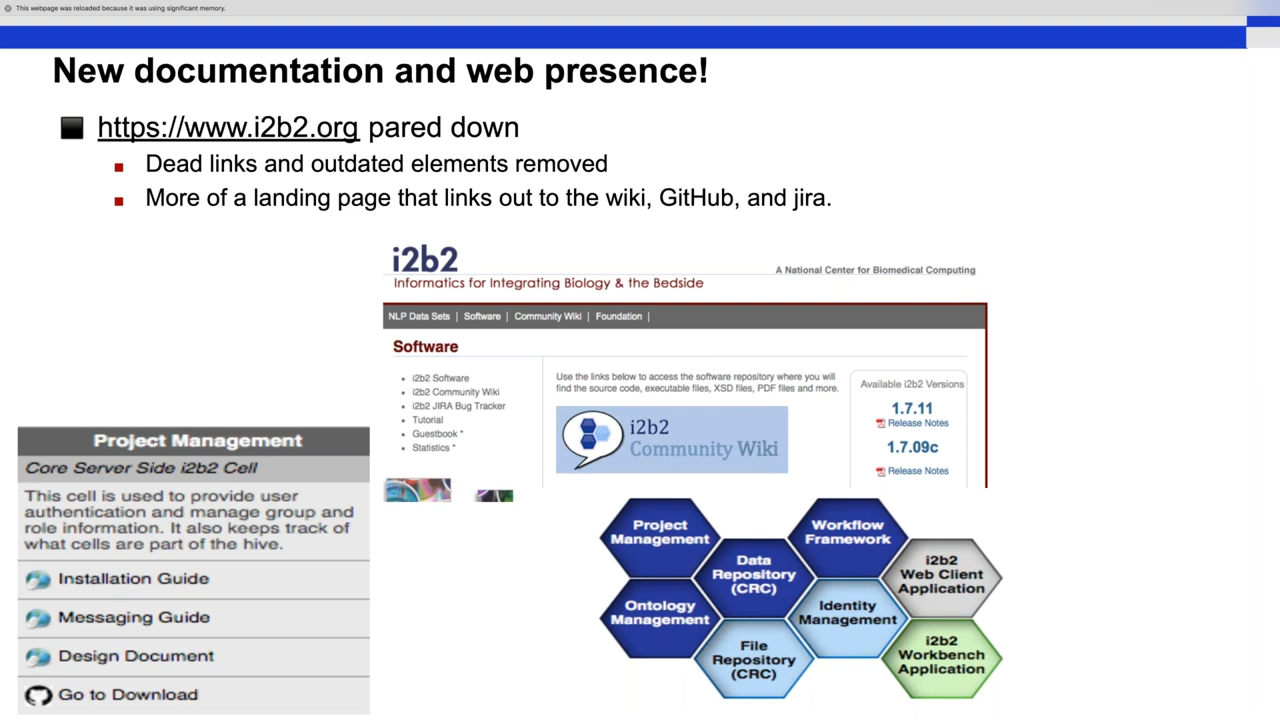 This webpage was reloaded because it was using significant memory.
New documentation and web presence!
https://www.i2b2.org pared down
Dead links and outdated elements removed
More of a landing page that links out to the wiki, GitHub, and jira.
i2b2
A National Center for Biomedical Computing
Informatics for Integrating Biology & the Bedside
NLP Data Sets | Software | Community Wiki | Foundation |
Software
i2b2 Software
i2b2 Community Wiki
i2b2 JIRA Bug Tracker
Tutorial
Guestbook *
Statistics *
Use the links below to access the software repository where you will
find the source code, executable files, XSD files, PDF files and more.
i2b2
Community Wiki
Available i2b2 Versions
1.7.11
Release Notes
1.7.09c
Release Notes
Project Management
Core Server Side i2b2 Cell
This cell is used to provide user
authentication and manage group and
role information. It also keeps track of
what cells are part of the hive.
Installation Guide
Messaging Guide
Design Document
Go to Download
Project
Management
Workflow
Framework
Data
Repository
(CRC)
i2b2
Web Client
Application
Ontology
Management
Identity
Management
File
Repository
(CRC)
i2b2
Workbench
Application